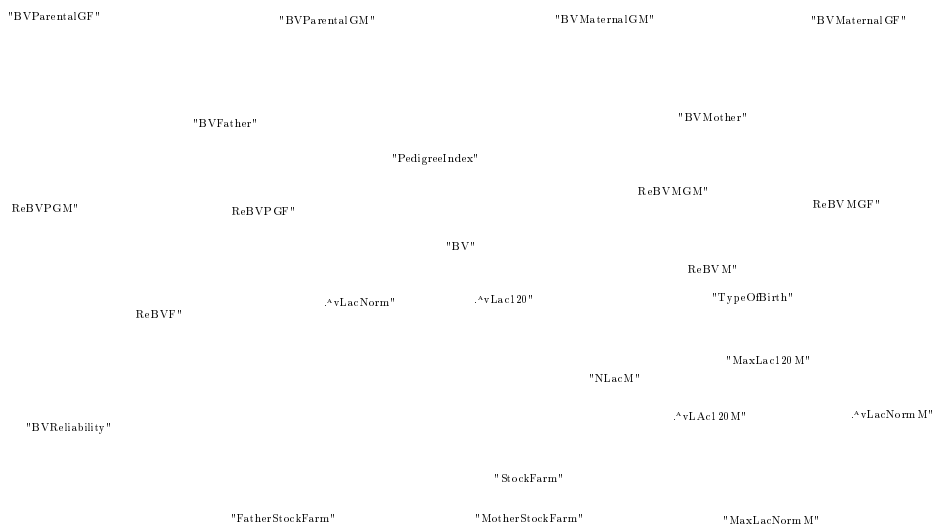 "BVParentalGF"
"BVParentalGM"
"BVMaternalGM"
"BVMaternalGF"
"BVFather"
"BVMother"
"PedigreeIndex"
ReBVPGM"
ReBVPGF"
ReBVMGM"
ReBVMGF"
"BV"
ReBVM"
ReBVF"
.^vLacNorm"
.^vLac120"
"TypeOfBirth"
"MaxLac120M"
"NLacM"
.^vLAc120M"
.^vLacNormM"
"BVReliability"
"StockFarm"
"FatherStockFarm"
"MotherStockFarm"
"MaxLacNormM"